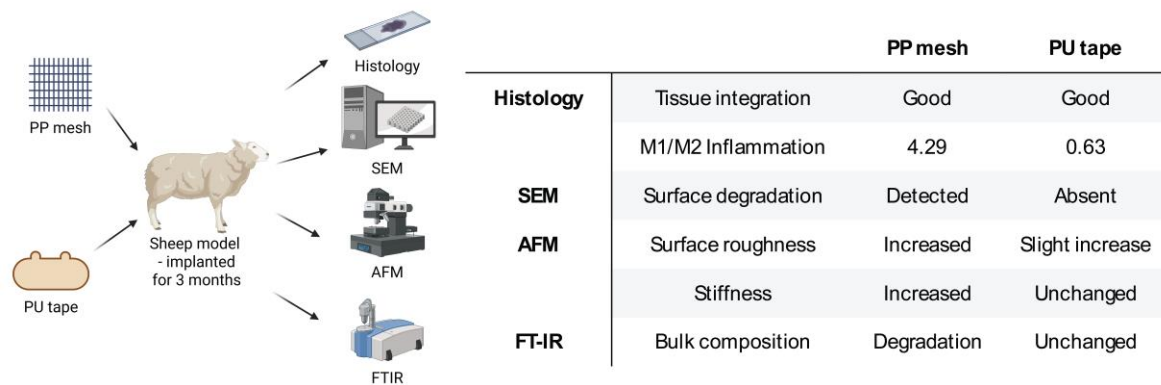 PP mesh
PU tape
Sheep model
- implanted
for 3 months
Histology
SEM
AFM
FTIR
PP mesh PU tape
Histology Tissue integration Good Good
M1/M2 Inflammation 4.29 0.63
SEM Surface degradation Detected Absent
AFM Surface roughness Increased Slight increase
Stiffness Increased Unchanged
FT-IR Bulk composition Degradation Unchanged